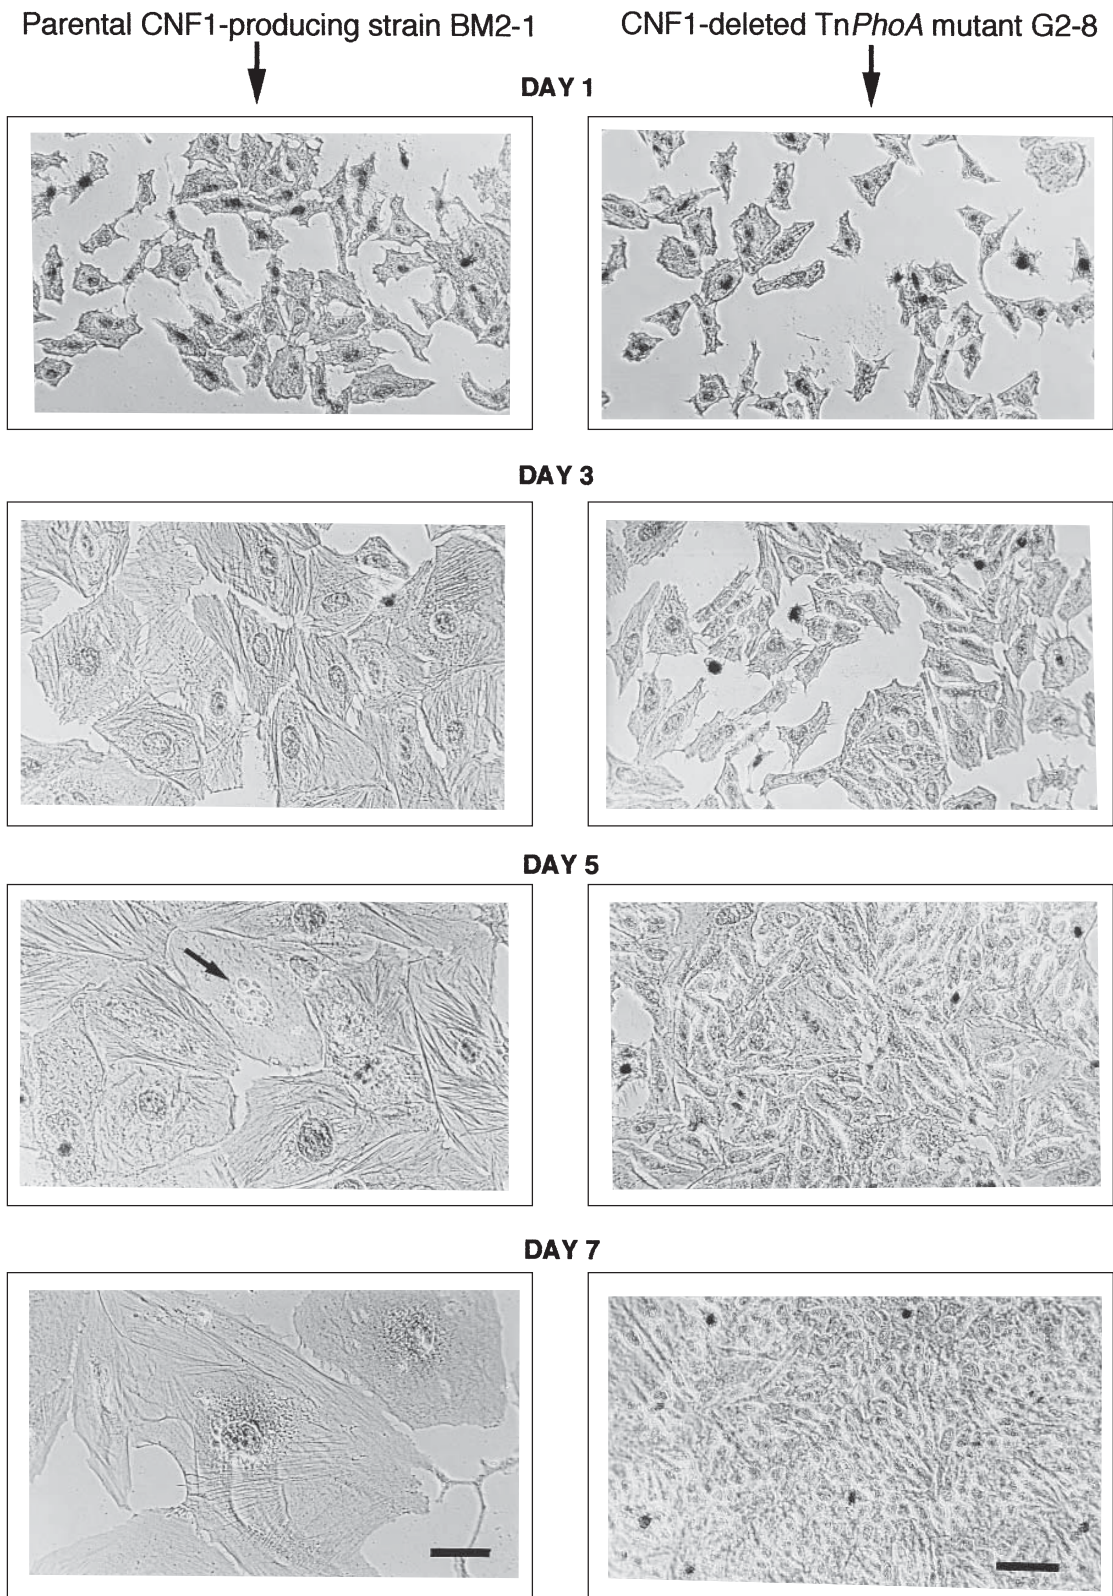 Parental CNF1-producing strain BM2-1
CNF1-deleted TnPhoA mutant G2-8
DAY 1
DAY 3
DAY 5
DAY 7